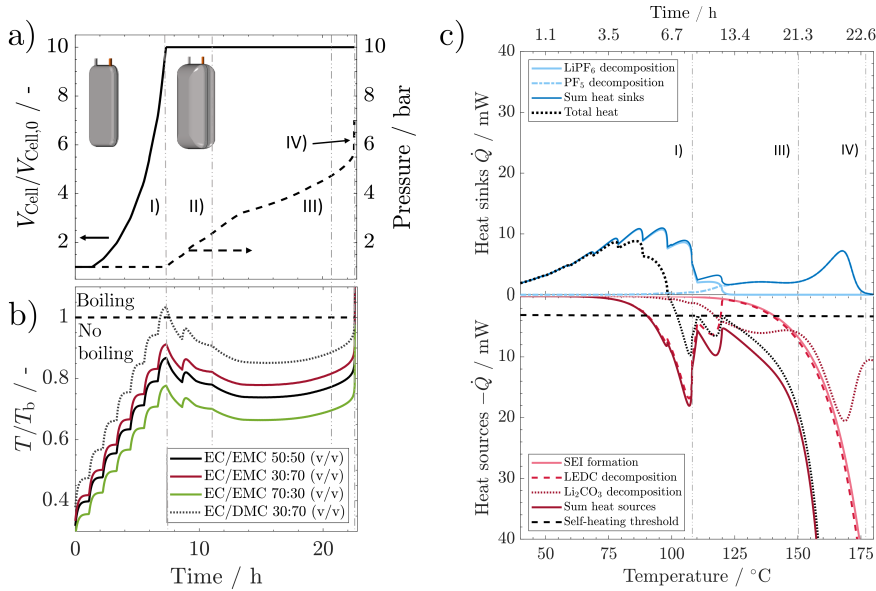 a)
V_Cell/V_Cell,0 / -
10
8
6
4
2
I)
II)
III)
IV)
10
8
6
4
2
Pressure / bar
b)
T/T_b / -
1
0.8
0.6
0.4
Boiling
No
boiling
EC/EMC 50:50 (v/v)
EC/EMC 30:70 (v/v)
EC/EMC 70:30 (v/v)
EC/DMC 30:70 (v/v)
0
10
20
Time / h
c)
Time / h
1.1
3.5
6.7
13.4
21.3
22.6
Heat sinks Q̇ / mW
40
30
20
10
0
LiPF₆ decomposition
PF₅ decomposition
Sum heat sinks
Total heat
I)
III)
IV)
Heat sources −Q̇ / mW
10
20
30
40
SEI formation
LEDC decomposition
Li₂CO₃ decomposition
Sum heat sources
Self-heating threshold
50
75
100
125
150
175
Temperature / °C